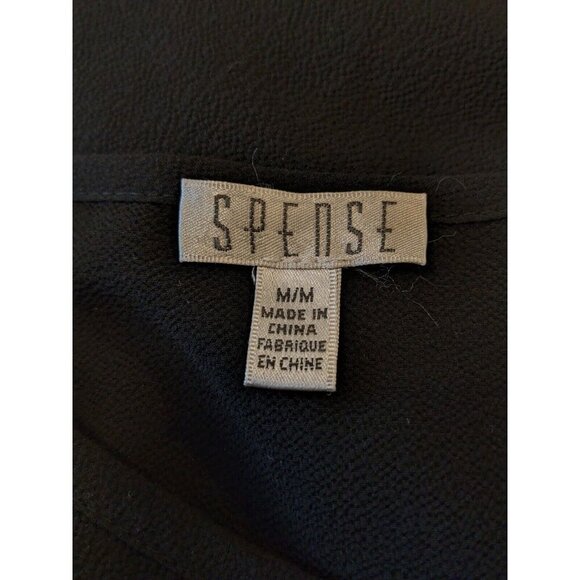 SPENSE
M/M
MADE IN
CHINA
FABRIQUE
EN CHINE